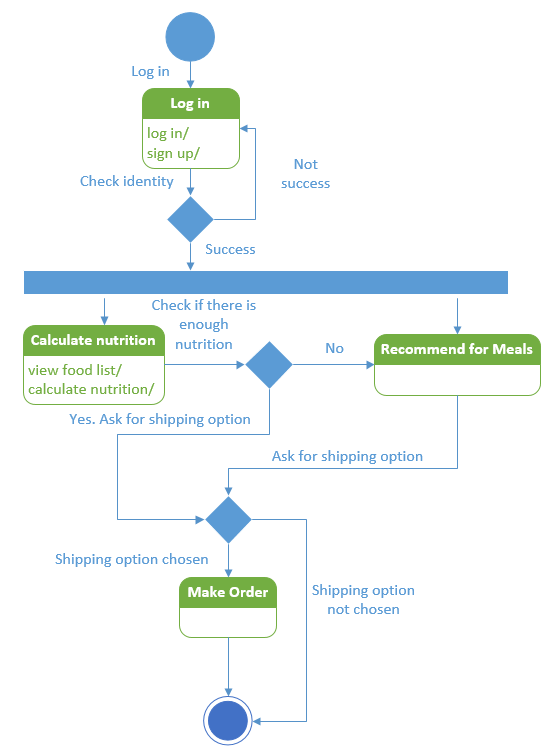 Log in
Log in
log in/
sign up/
Check identity
Not
success
Success
Check if there is
enough
nutrition
Calculate nutrition
view food list/
calculate nutrition/
No
Recommend for Meals
Yes. Ask for shipping option
Ask for shipping option
Shipping option chosen
Make Order
Shipping option
not chosen